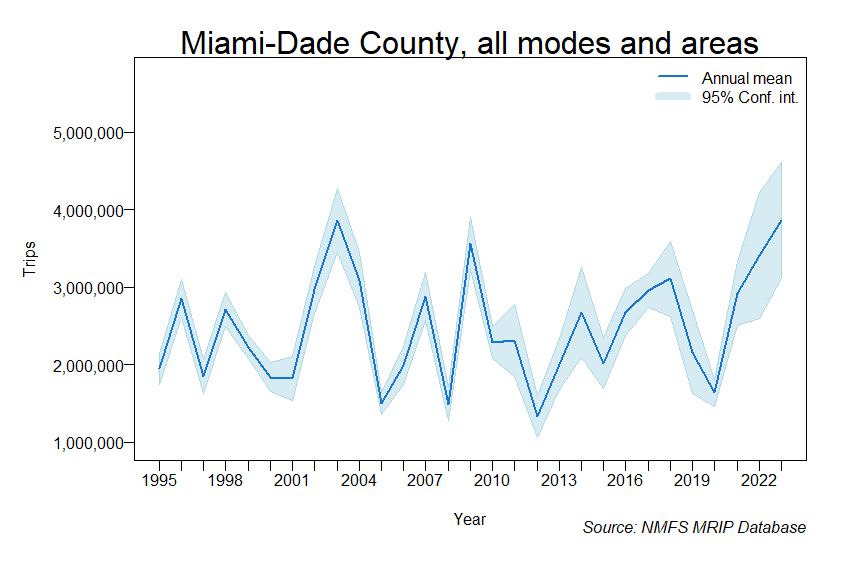 Miami-Dade County, all modes and areas
Annual mean
95% Conf. int.
5,000,000
4,000,000
3,000,000
2,000,000
1,000,000
Trips
1995 1998 2001 2004 2007 2010 2013 2016 2019 2022
Year
Source: NMFS MRIP Database